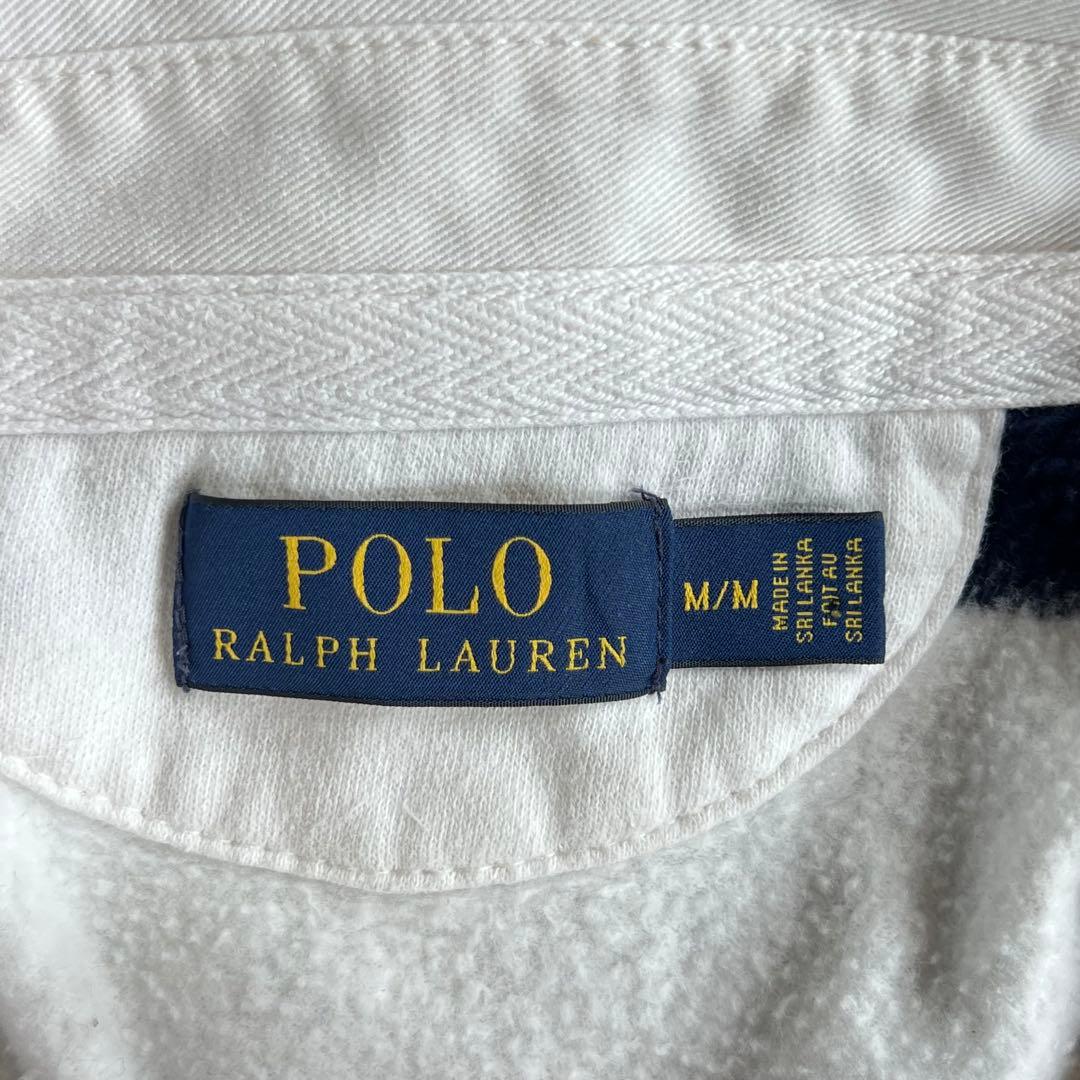 POLO
RALPH LAUREN
M/M
MADE IN
SRI LANKA
FAIT AU
SRI LANKA